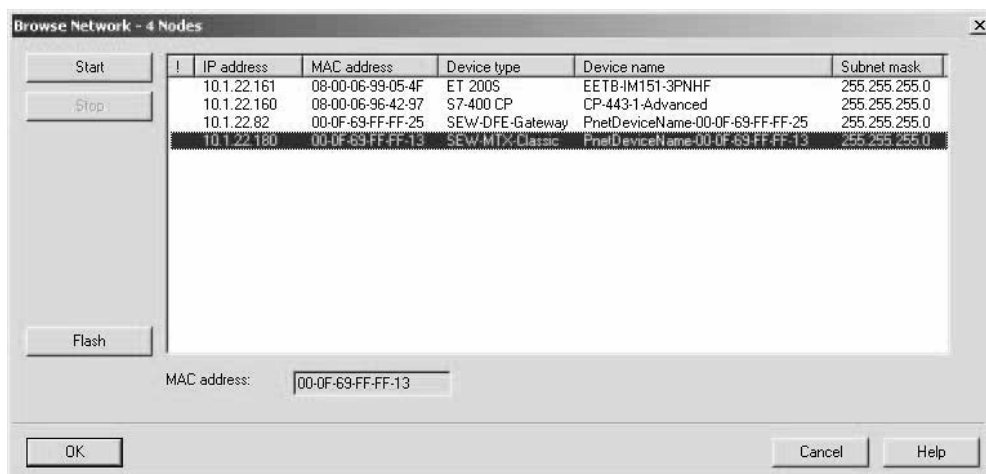 Browse Network - 4 Nodes
Start
Stop
! IP address MAC address Device type Device name Subnet mask
10.1.22.161 08-00-06-99-05-4F ET 200S EETB-IM151-3PNHF 255.255.255.0
10.1.22.160 08-00-06-96-42-97 S7-400 CP CP-443-1-Advanced 255.255.255.0
10.1.22.82 00-0F-69-FF-FF-25 SEW-DFE-Gateway PnetDeviceName-00-0F-69-FF-FF-25 255.255.255.0
10.1.22.180 00-0F-69-FF-FF-13 SEW-MTX-Classic PnetDeviceName-00-0F-69-FF-FF-13 255.255.255.0
Flash
MAC address: 00-0F-69-FF-FF-13
OK Cancel Help